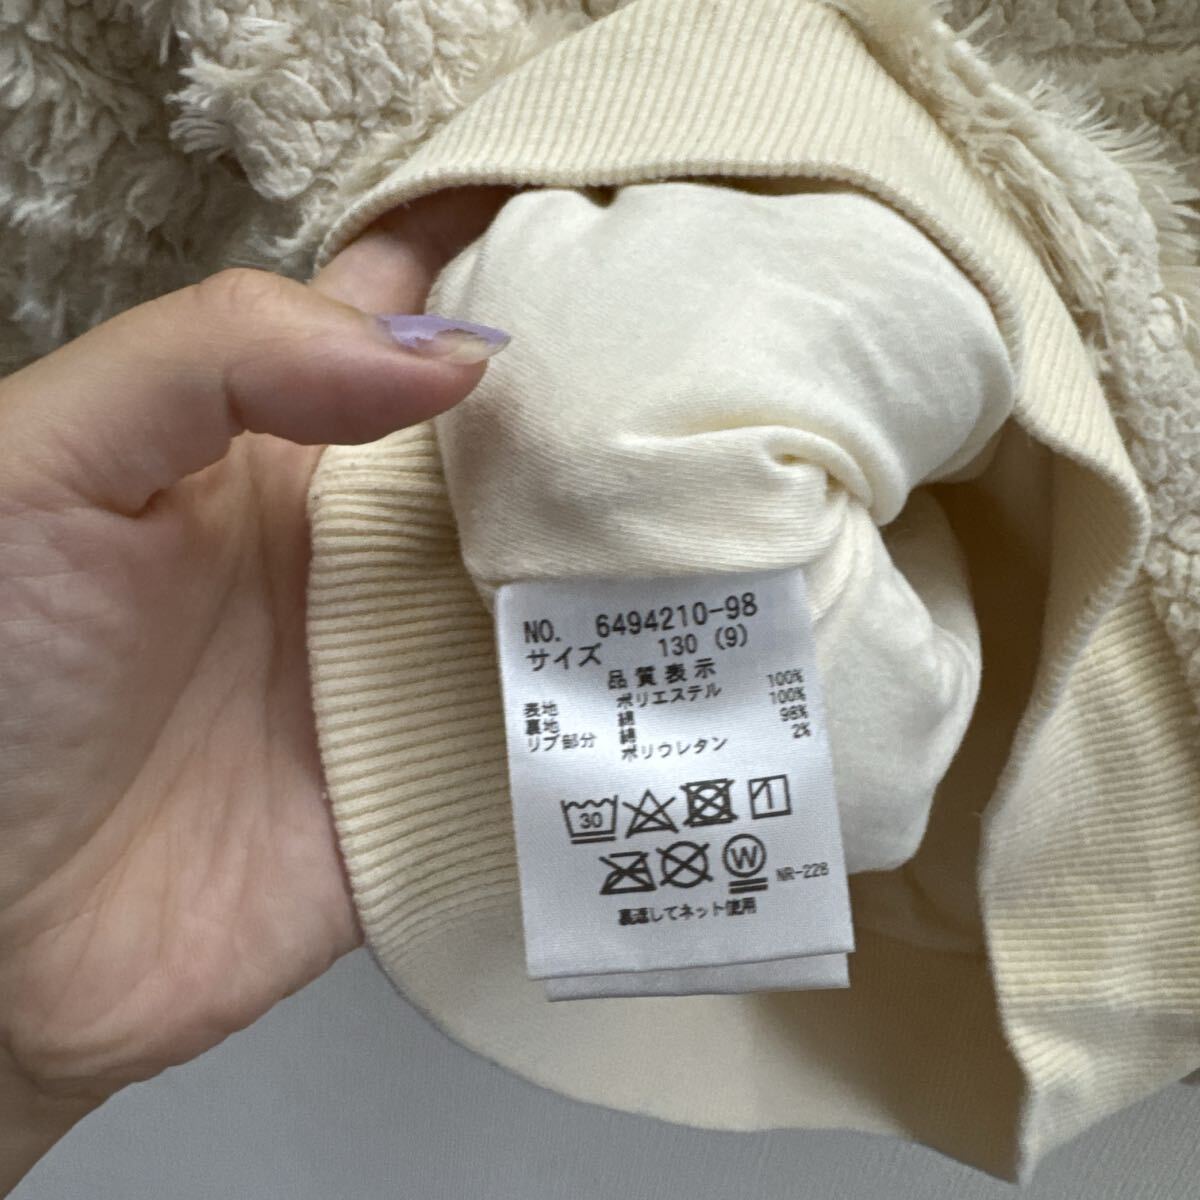 NO. 6494210-98
サイズ 130 (9)
品質表示
表地 ポリエステル 100%
裏地 綿 100%
リブ部分 綿 98%
ポリウレタン 2%
30
1
W
NR-228
裏返してネット使用